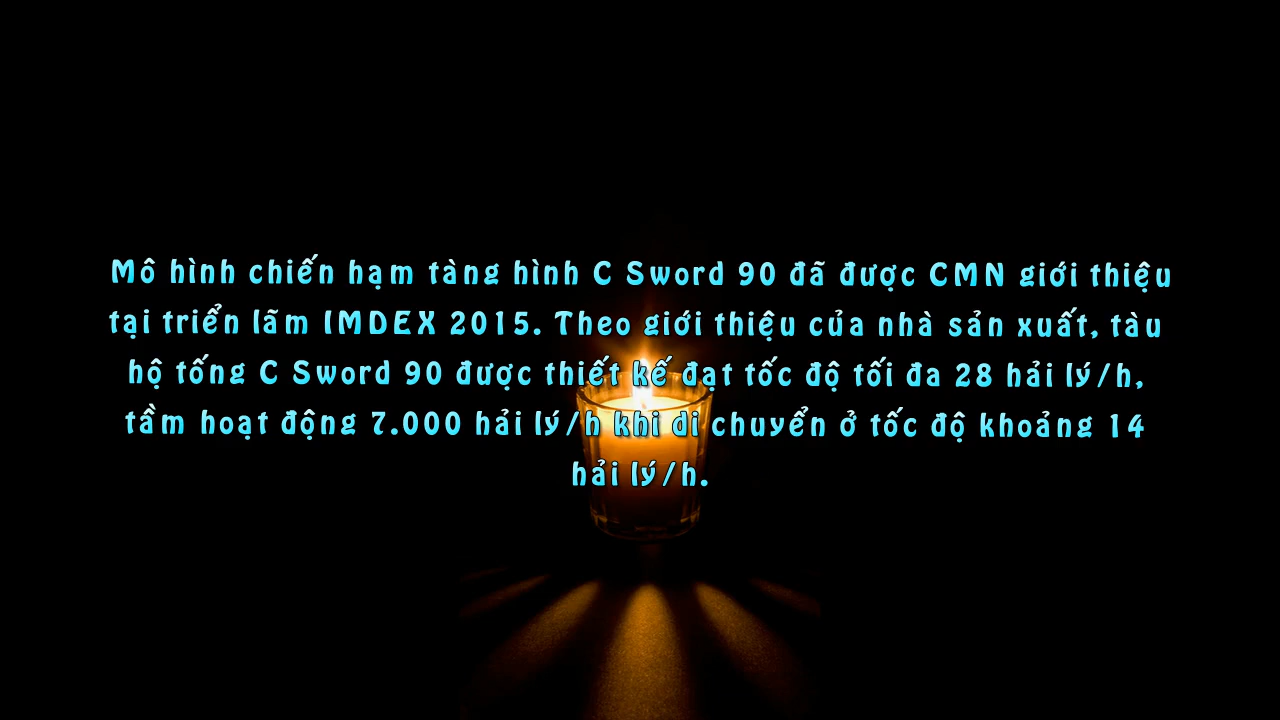 Mô hình chiến hạm tàng hình C Sword 90 đã được CMN giới thiệu
tại triển lãm IMDEX 2015. Theo giới thiệu của nhà sản xuất, tàu
hộ tống C Sword 90 được thiết kế đạt tốc độ tối đa 28 hải lý/h,
tầm hoạt động 7.000 hải lý/h khi di chuyển ở tốc độ khoảng 14
hải lý/h.